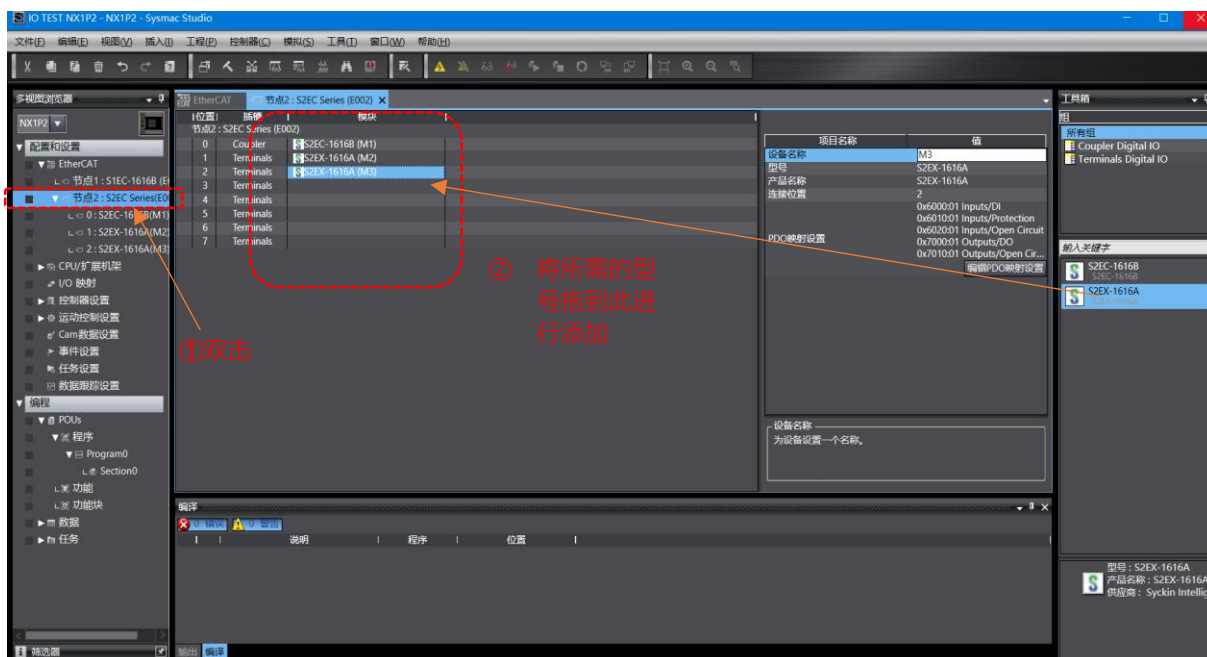 IO TEST NX1P2 - NX1P2 - Sysmac Studio
文件(F) 编辑(E) 视图(V) 插入(I) 工程(P) 控制器(C) 模拟(S) 工具(T) 窗口(W) 帮助(H)
多视图浏览器
NX1P2
配置和设置
EtherCAT
节点1 : S1EC-1616B (E
节点2 : S2EC Series(E0
0 : S2EC-1616B(M1)
1 : S2EX-1616A(M2)
2 : S2EX-1616A(M3)
CPU/扩展机架
I/O 映射
控制器设置
运动控制设置
Cam数据设置
事件设置
任务设置
数据跟踪设置
编程
POUs
程序
Program0
Section0
功能
功能块
数据
任务
筛选器
EtherCAT 节点2 : S2EC Series (E002)
位置 插槽 模块
节点2 : S2EC Series (E002)
0 Coupler S2EC-1616B (M1)
1 Terminals S2EX-1616A (M2)
2 Terminals S2EX-1616A (M3)
3 Terminals
4 Terminals
5 Terminals
6 Terminals
7 Terminals
①双击
② 将所需的型
号拖到此进
行添加
项目名称 值
设备名称 M3
型号 S2EX-1616A
产品名称 S2EX-1616A
连接位置 2
PDO映射设置
0x6000:01 Inputs/DI
0x6010:01 Inputs/Protection
0x6020:01 Inputs/Open Circuit
0x7000:01 Outputs/DO
0x7010:01 Outputs/Open Cir...
编辑PDO映射设置
设备名称
为设备设置一个名称。
编译
0 错误 0 警告
说明 程序 位置
输出 编译
工具箱
组
所有组
Coupler Digital IO
Terminals Digital IO
输入关键字
S2EC-1616B
S2EC-1616B
S2EX-1616A
S2EX-1616A
型号 : S2EX-1616A
产品名称 : S2EX-1616A
供应商 : Syckin Intellig